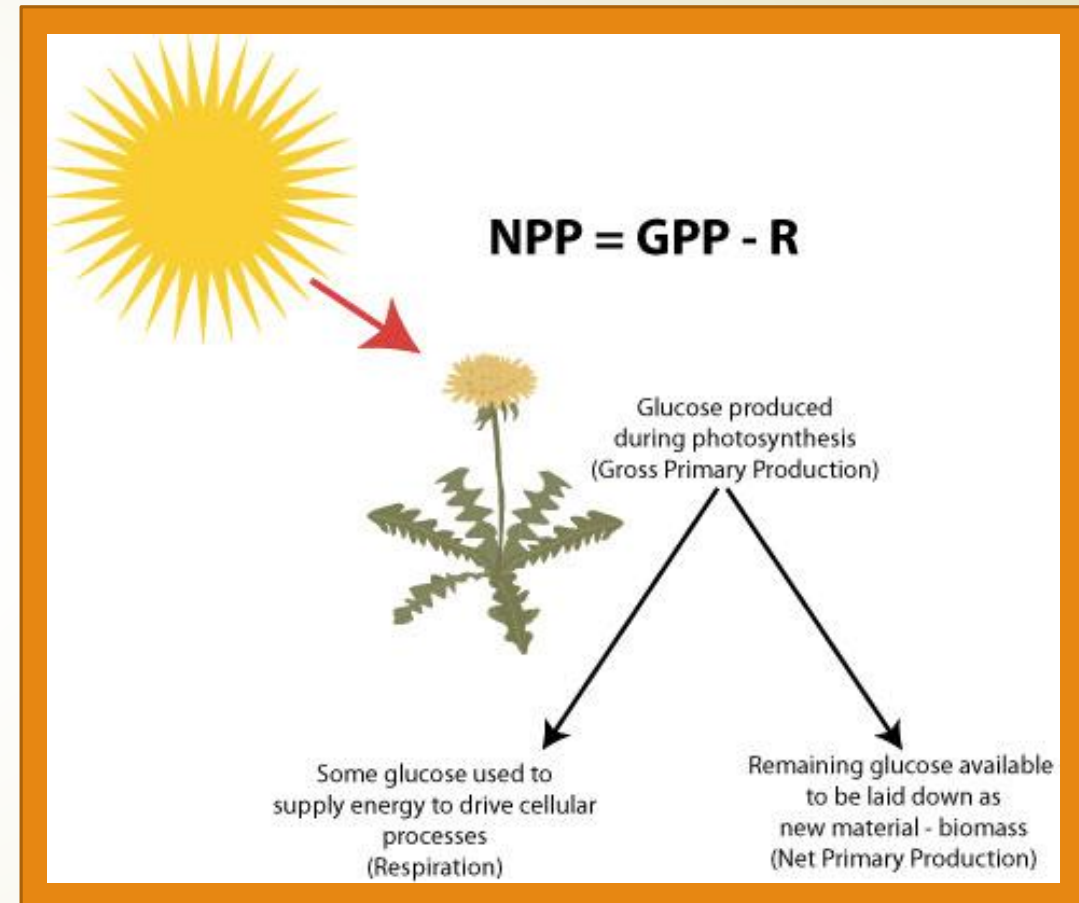 NPP = GPP - R
Glucose produced
during photosynthesis
(Gross Primary Production)
Some glucose used to
supply energy to drive cellular
processes
(Respiration)
Remaining glucose available
to be laid down as
new material - biomass
(Net Primary Production)